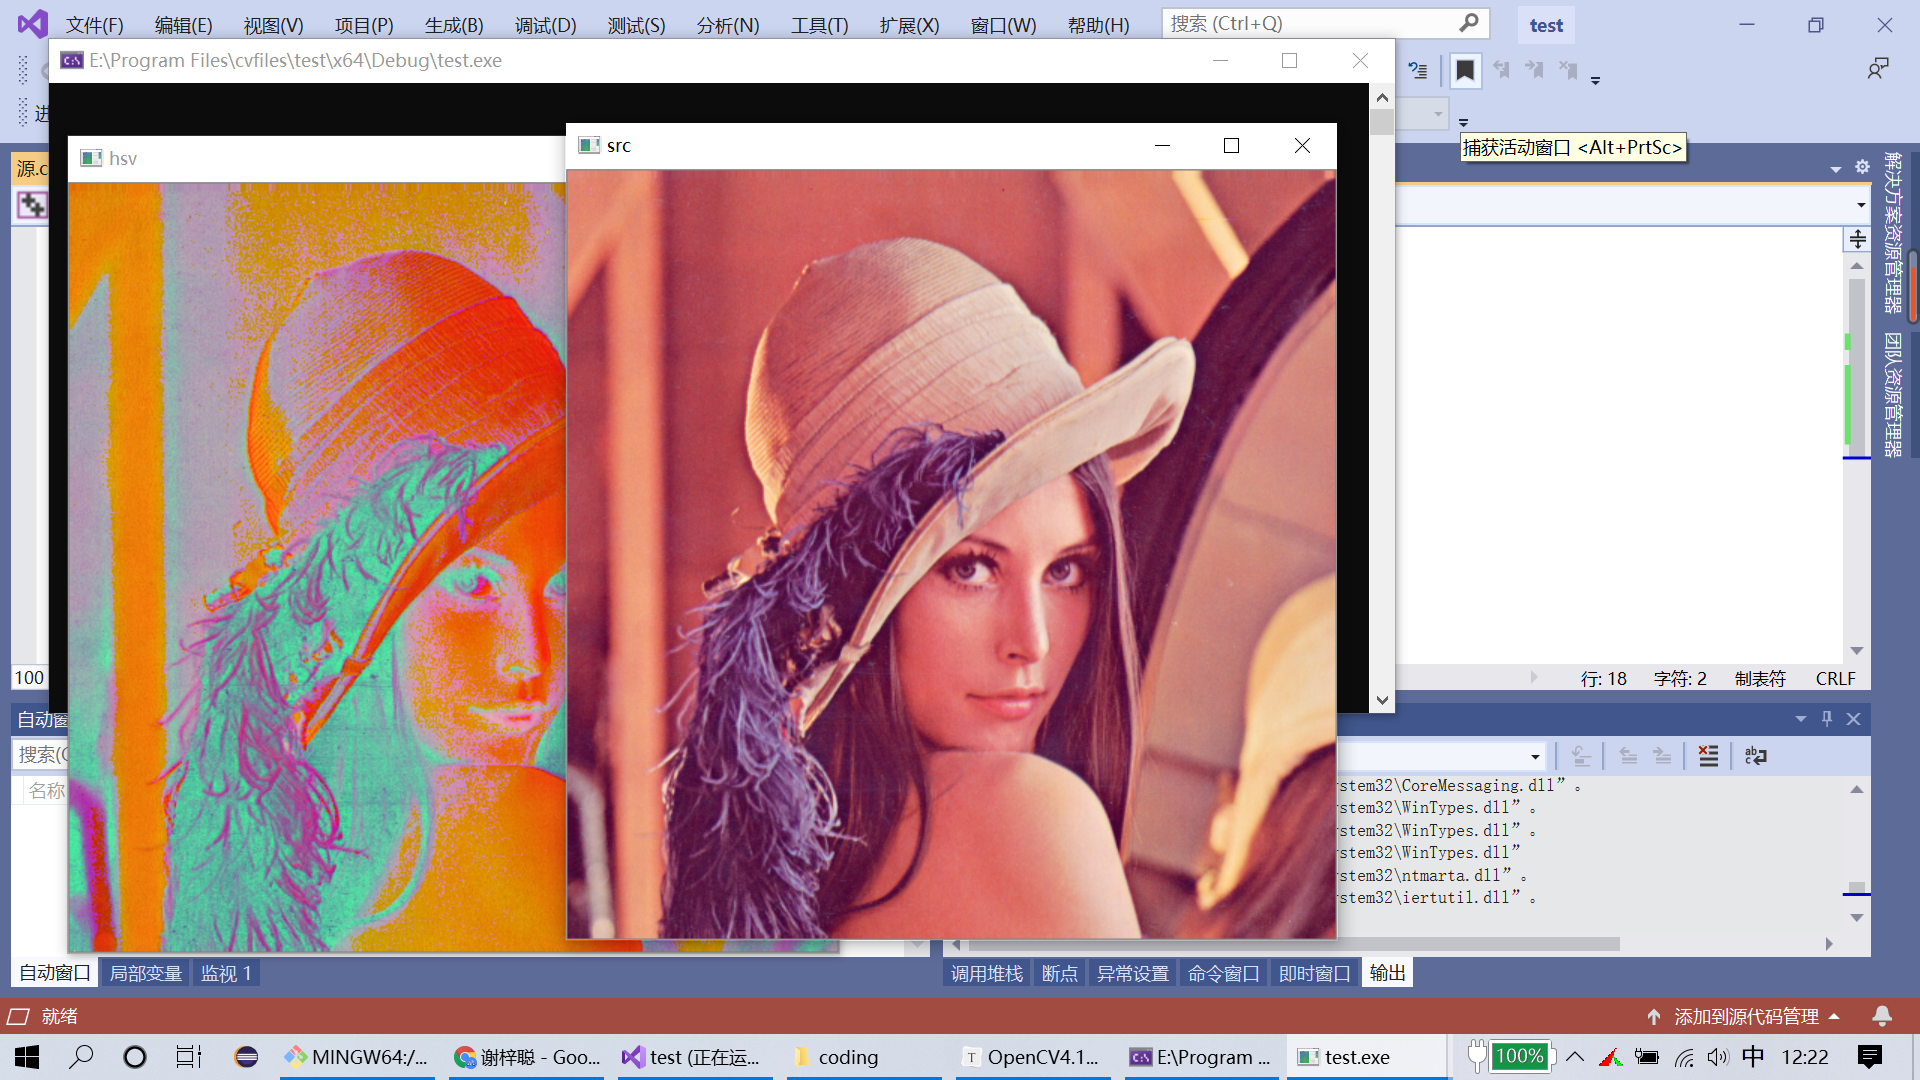 文件(F) 编辑(E) 视图(V) 项目(P) 生成(B) 调试(D) 测试(S) 分析(N) 工具(T) 扩展(X) 窗口(W) 帮助(H) 搜索 (Ctrl+Q) test
E:\Program Files\cvfiles\test\x64\Debug\test.exe
进
捕获活动窗口 <Alt+PrtSc>
hsv
src
源.c
解决方案资源管理器
团队资源管理器
100
行: 18 字符: 2 制表符 CRLF
自动窗
搜索(C
名称
stem32\CoreMessaging.dll”。
stem32\WinTypes.dll”。
stem32\WinTypes.dll”。
stem32\WinTypes.dll”
stem32\ntmarta.dll”。
stem32\iertutil.dll”。
自动窗口 局部变量 监视 1
调用堆栈 断点 异常设置 命令窗口 即时窗口 输出
就绪
添加到源代码管理
MINGW64:/... 谢梓聪 - Goo... test (正在运... coding OpenCV4.1... E:\Program ... test.exe 100% 中 12:22